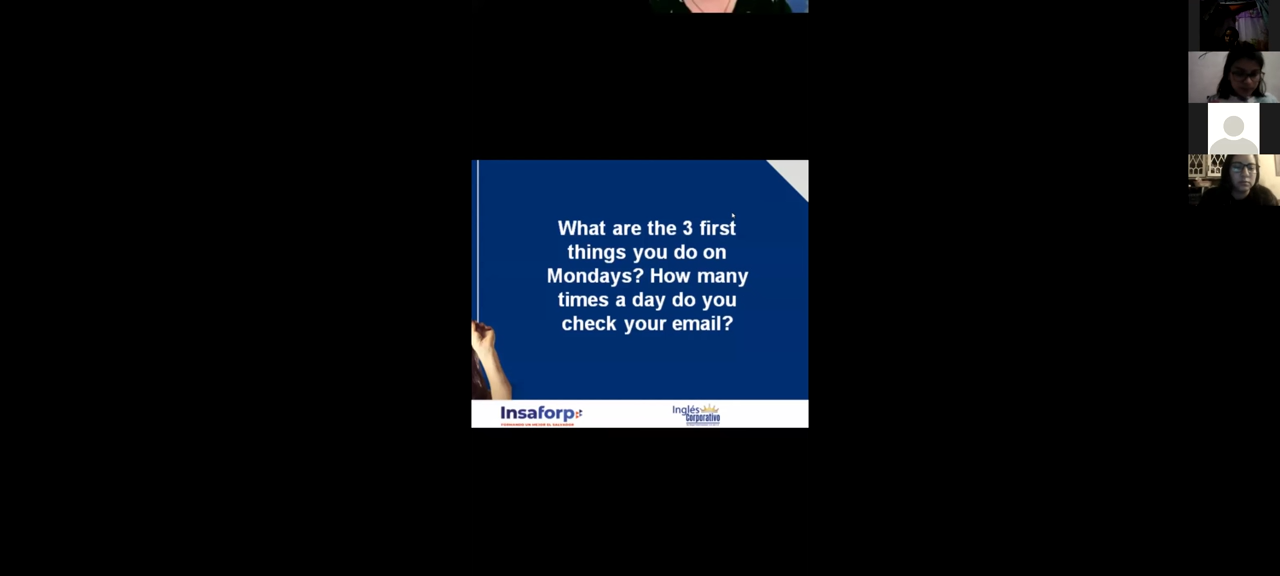 What are the 3 first
things you do on
Mondays? How many
times a day do you
check your email?
Insaforp
Inglés
Corporativo